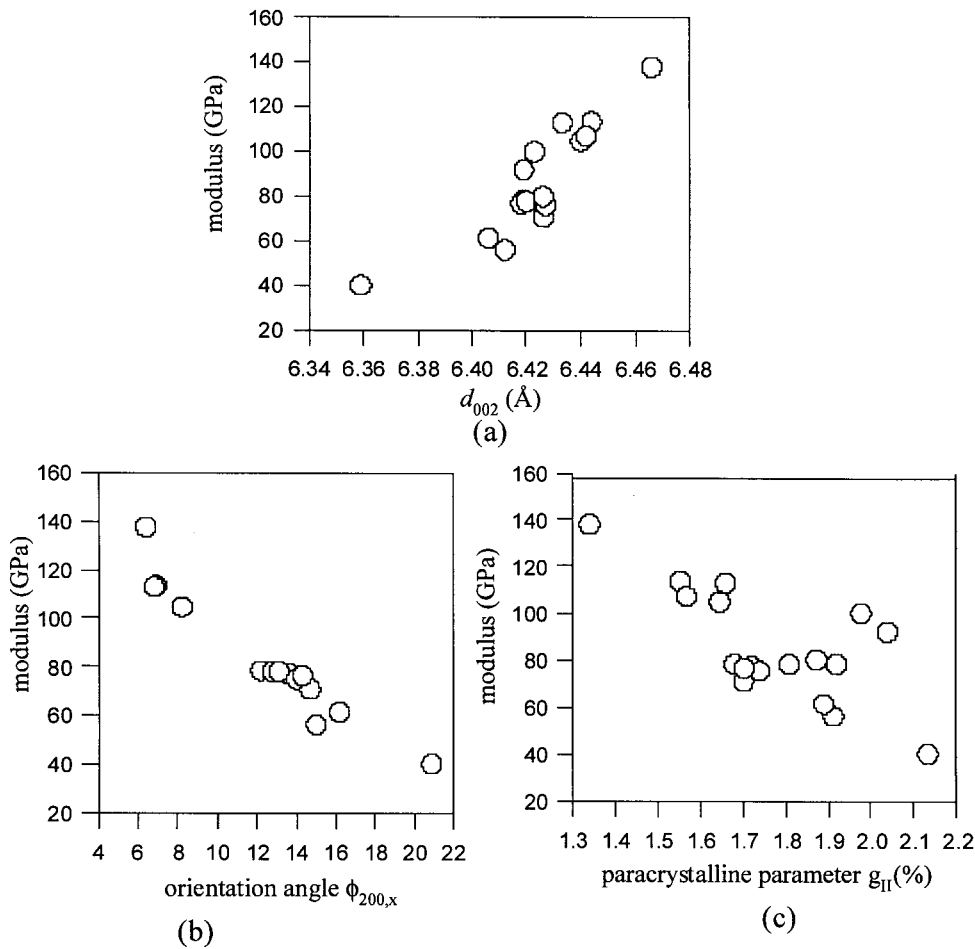 160
140
120
100
80
60
40
20
modulus (GPa)
6.34 6.36 6.38 6.40 6.42 6.44 6.46 6.48
d002 (Å)
(a)
160
140
120
100
80
60
40
20
modulus (GPa)
4 6 8 10 12 14 16 18 20 22
orientation angle ϕ200,x
(b)
160
140
120
100
80
60
40
20
modulus (GPa)
1.3 1.4 1.5 1.6 1.7 1.8 1.9 2.0 2.1 2.2
paracrystalline parameter gII(%)
(c)